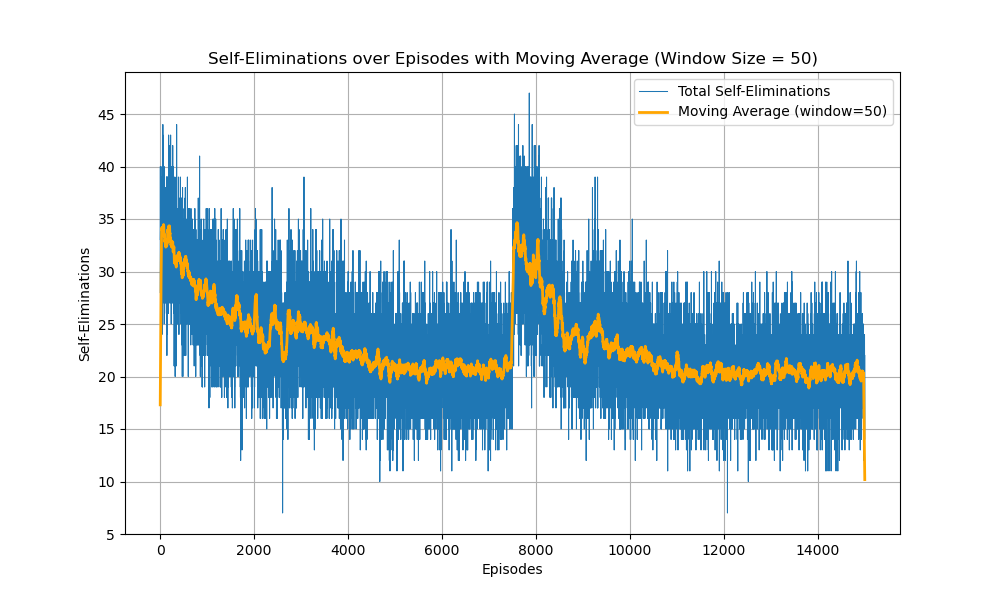 Self-Eliminations over Episodes with Moving Average (Window Size = 50)
Total Self-Eliminations
Moving Average (window=50)
Self-Eliminations
45
40
35
30
25
20
15
10
5
0 2000 4000 6000 8000 10000 12000 14000
Episodes